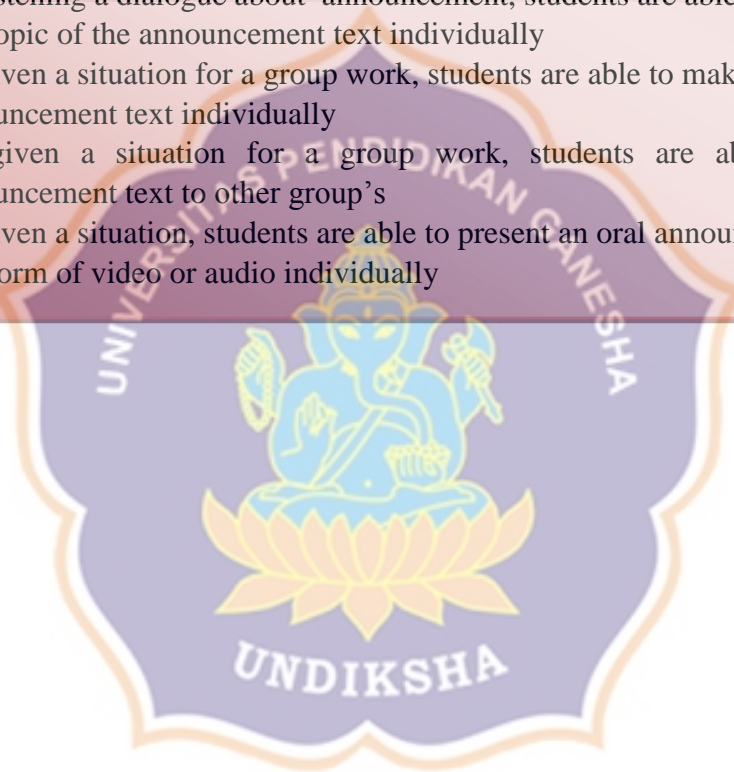 stening a dialogue about announcement, students are able
opic of the announcement text individually
ven a situation for a group work, students are able to mak
uncement text individually
given a situation for a group work, students are ab
uncement text to other group's
ven a situation, students are able to present an oral annou
orm of video or audio individually
UNIVERSITAS PENDIDIKAN GANESHA
UNDIKSHA